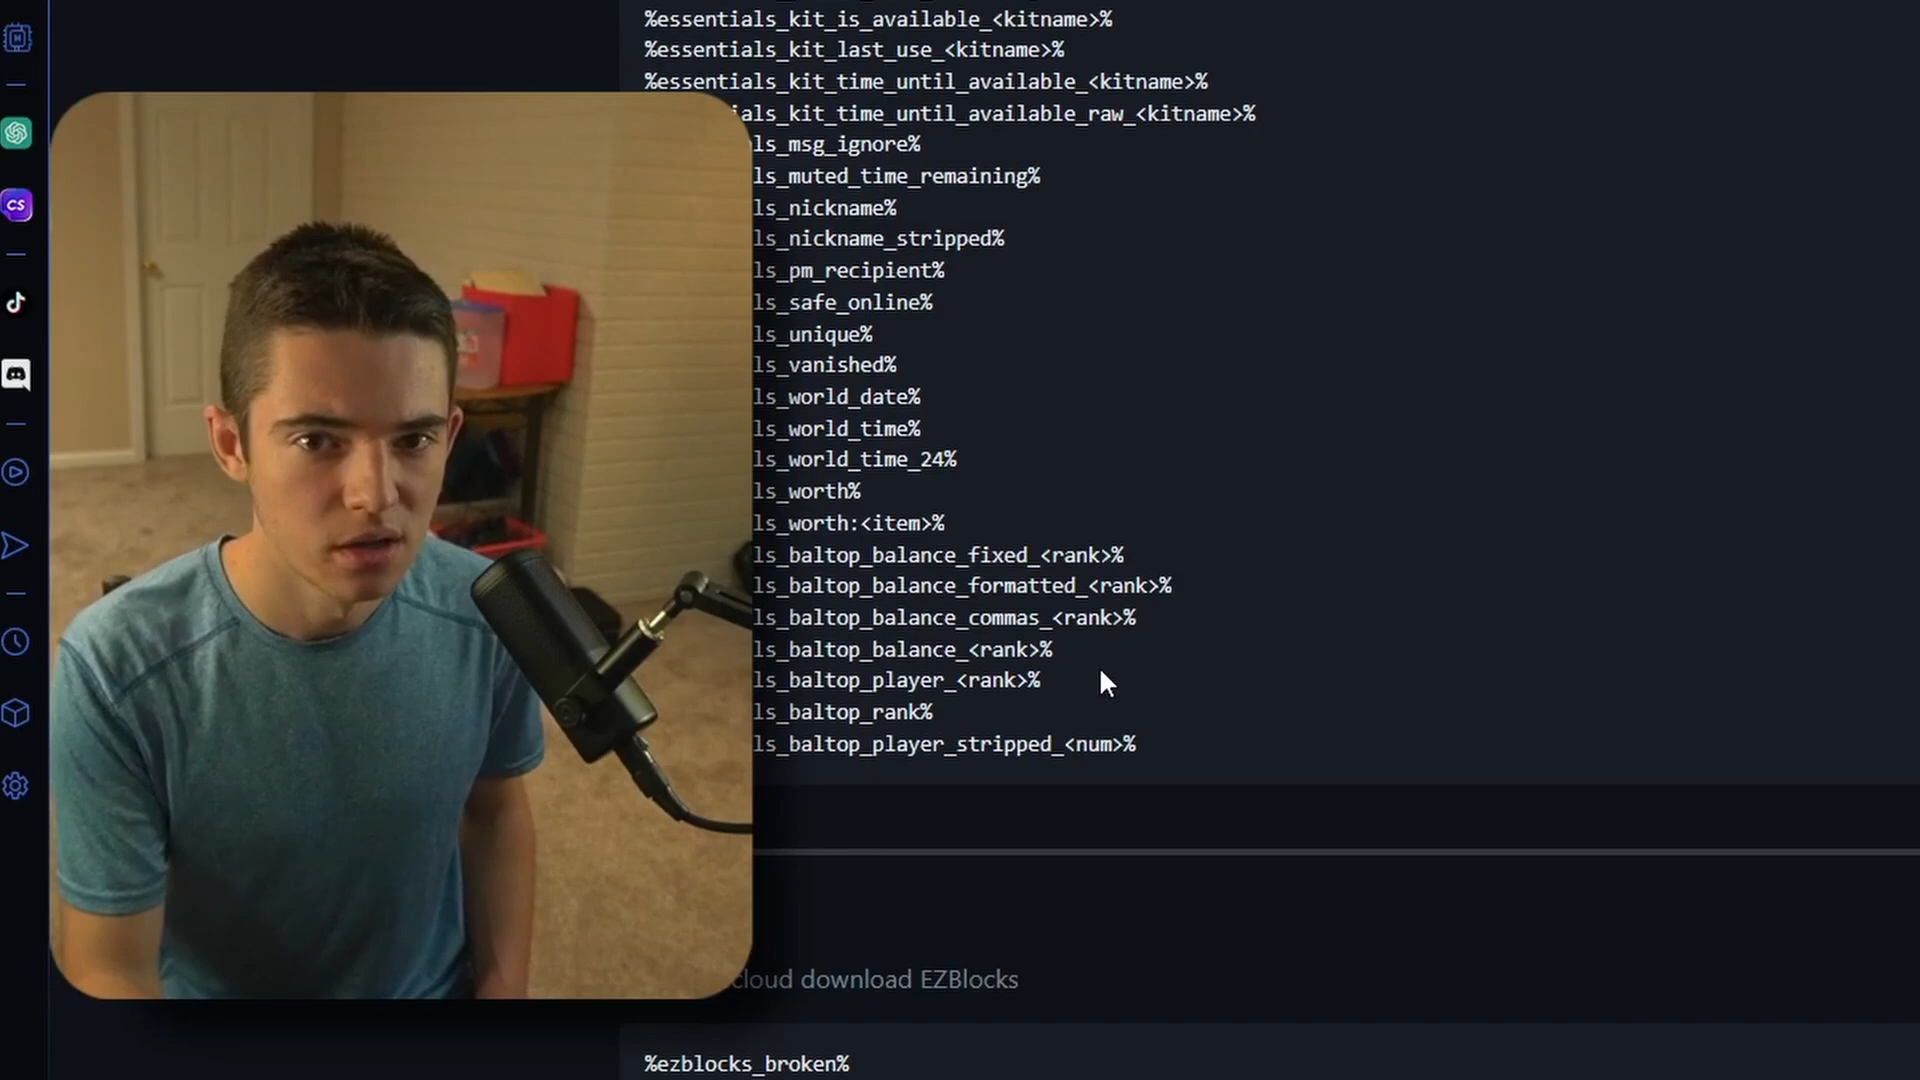 %essentials_kit_is_available_<kitname>%
%essentials_kit_last_use_<kitname>%
%essentials_kit_time_until_available_<kitname>%
ials_kit_time_until_available_raw_<kitname>%
ls_msg_ignore%
ls_muted_time_remaining%
ls_nickname%
ls_nickname_stripped%
ls_pm_recipient%
ls_safe_online%
ls_unique%
ls_vanished%
ls_world_date%
ls_world_time%
ls_world_time_24%
ls_worth%
ls_worth:<item>%
ls_baltop_balance_fixed_<rank>%
ls_baltop_balance_formatted_<rank>%
ls_baltop_balance_commas_<rank>%
ls_baltop_balance_<rank>%
ls_baltop_player_<rank>%
ls_baltop_rank%
ls_baltop_player_stripped_<num>%
cloud download EZBlocks
%ezblocks_broken%
CS